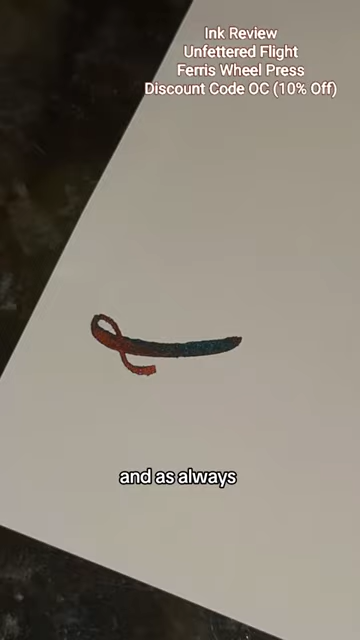 Ink Review
Unfettered Flight
Ferris Wheel Press
Discount Code OC (10% Off)
and as always